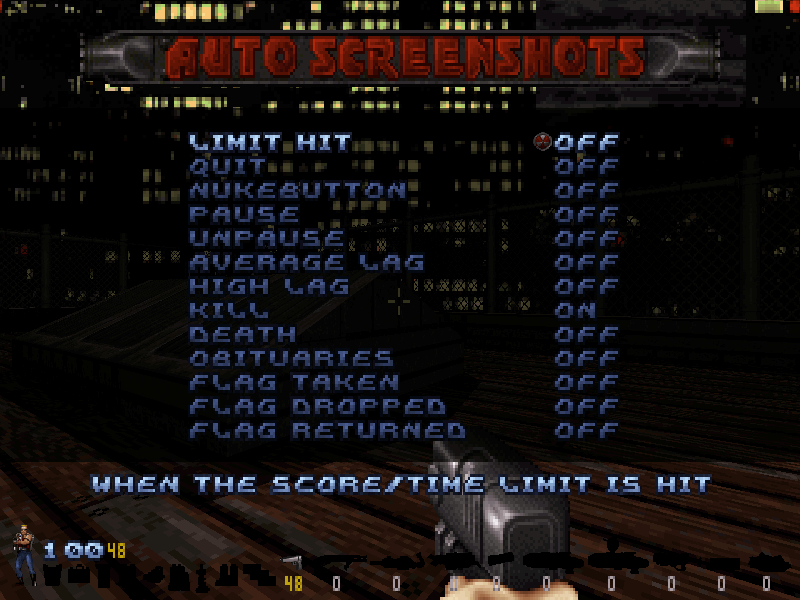 AUTO SCREENSHOTS
LIMIT HIT OFF
QUIT OFF
NUKEBUTTON OFF
PAUSE OFF
UNPAUSE OFF
AVERAGE LAG OFF
HIGH LAG OFF
KILL ON
DEATH OFF
OBITUARIES OFF
FLAG TAKEN OFF
FLAG DROPPED OFF
FLAG RETURNED OFF
WHEN THE SCORE/TIME LIMIT IS HIT
100 48
48 0 0 0 0 0 0 0 0 0